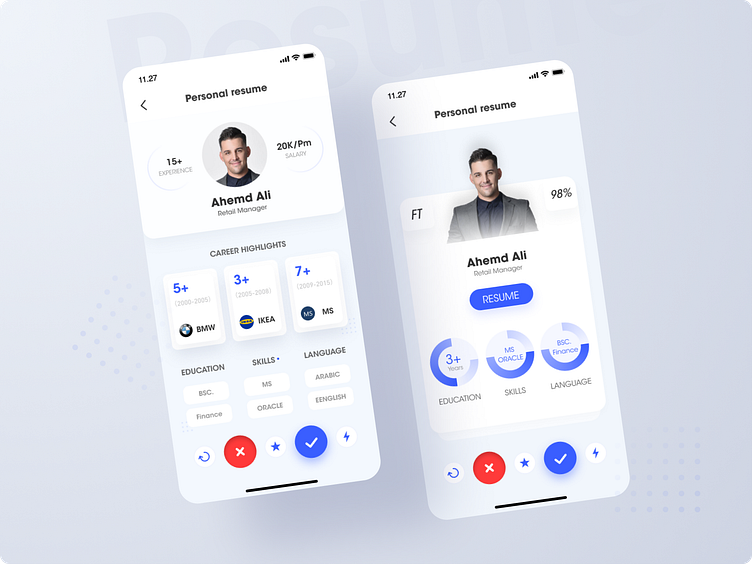 Resume
11.27
Personal resume
15+
EXPERIENCE
20K/Pm
SALARY
Ahemd Ali
Retail Manager
CAREER HIGHLIGHTS
5+
(2000-2005)
BMW
3+
(2005-2008)
IKEA
7+
(2009-2015)
MS
MS
EDUCATION
BSC.
Finance
SKILLS
MS
ORACLE
LANGUAGE
ARABIC
EENGLISH
11.27
Personal resume
FT
98%
Ahemd Ali
Retail Manager
RESUME
3+
Years
EDUCATION
MS
ORACLE
SKILLS
BSC.
Finance
LANGUAGE